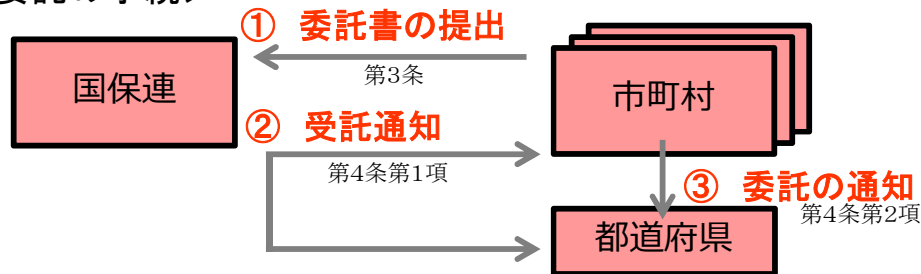 ① 委託書の提出
国保連
第3条
市町村
② 受託通知
第4条第1項
③ 委託の通知
第4条第2項
都道府県